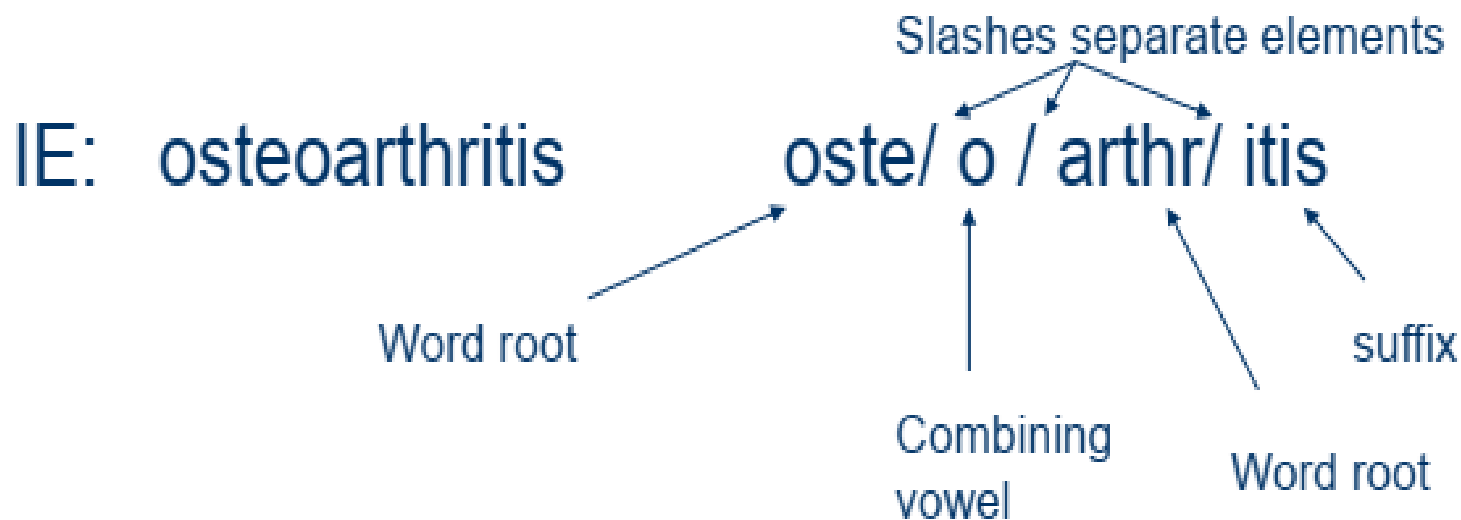 Slashes separate elements
IE: osteoarthritis oste/ o / arthr/ itis
Word root
suffix
Combining
vowel
Word root